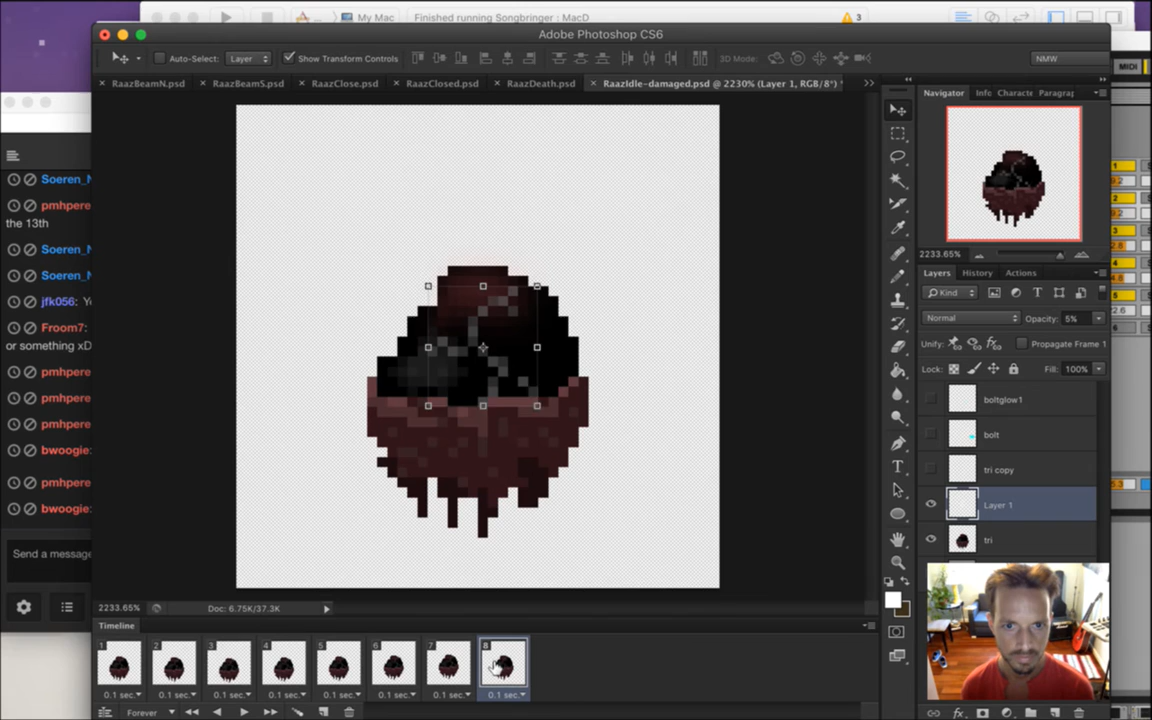 My Mac
Finished running Songbringer : MacD
3
Adobe Photoshop CS6
Auto-Select:
Layer
Show Transform Controls
3D Mode:
NMW
MIDI
RaazBeamN.psd
RaazBeamS.psd
RaazClose.psd
RaazClosed.psd
RaazDeath.psd
RaazIdle-damaged.psd @ 2230% (Layer 1, RGB/8*)
Navigator
Info
Paragraph
Soeren_N
pmhpere
the 13th
Soeren_N
Soeren_N
jfk056:
Froom7:
or something xD
pmhpere
pmhpere
pmhpere
bwoogie:
pmhpere
pmhpere
Send a message
2233.65%
Layers
History
Actions
Kind
Normal
Opacity: 5%
Unify:
Propagate Frame 1
Lock:
Fill: 100%
boltglow1
bolt
tri copy
Layer 1
tri
2233.65%
Doc: 6.75K/37.3K
Timeline
1
2
3
4
5
6
7
8
0.1 sec.
0.1 sec.
0.1 sec.
0.1 sec.
0.1 sec.
0.1 sec.
0.1 sec.
0.1 sec.
Forever